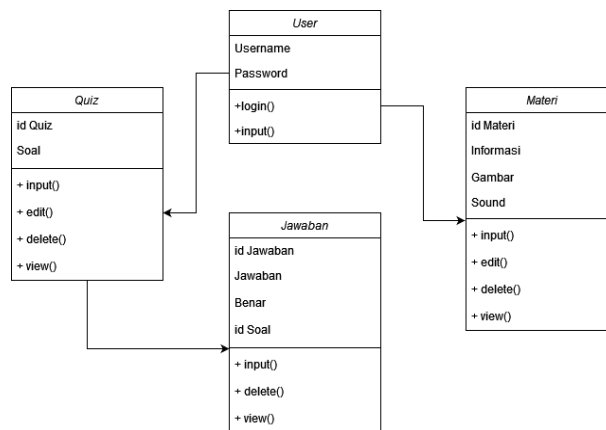 User
Username
Password
+login()
+input()
Quiz
id Quiz
Soal
+ input()
+ edit()
+ delete()
+ view()
Materi
id Materi
Informasi
Gambar
Sound
+ input()
+ edit()
+ delete()
+ view()
Jawaban
id Jawaban
Jawaban
Benar
id Soal
+ input()
+ delete()
+ view()